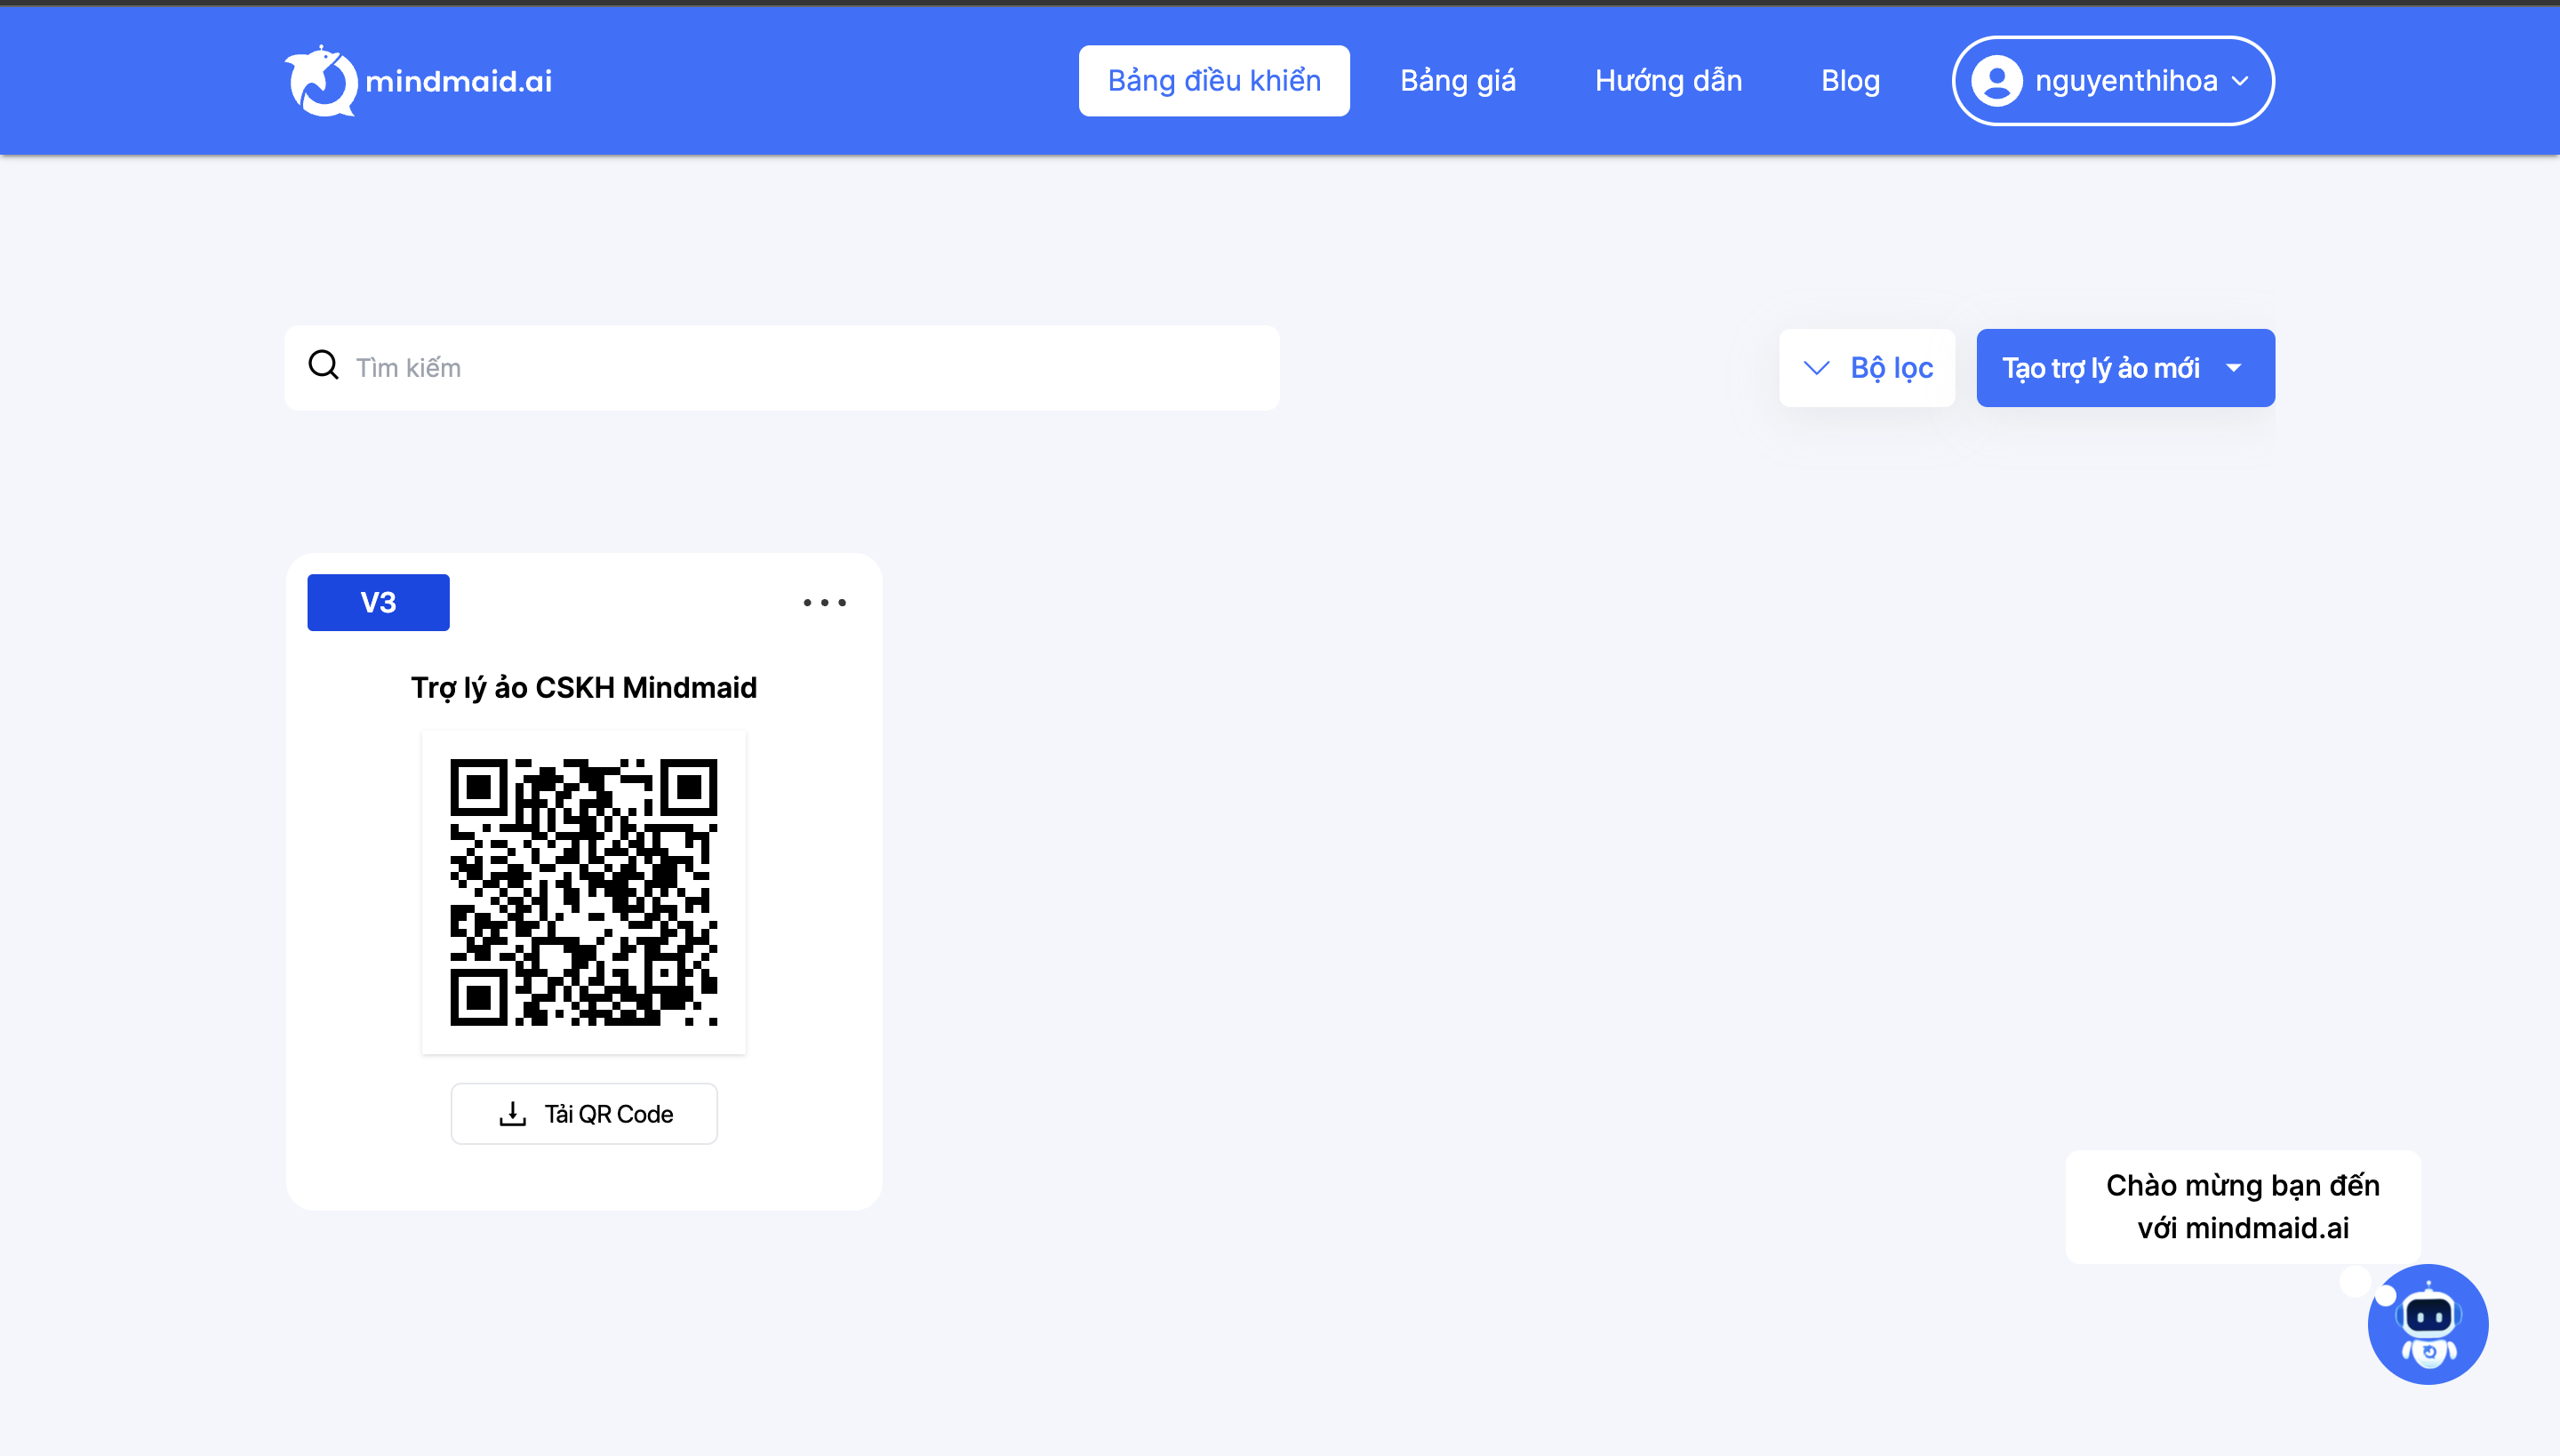 mindmaid.ai
Bảng điều khiển
Bảng giá
Hướng dẫn
Blog
nguyenthihoa
Tìm kiếm
Bộ lọc
Tạo trợ lý ảo mới
V3
Trợ lý ảo CSKH Mindmaid
Tải QR Code
Chào mừng bạn đến
với mindmaid.ai